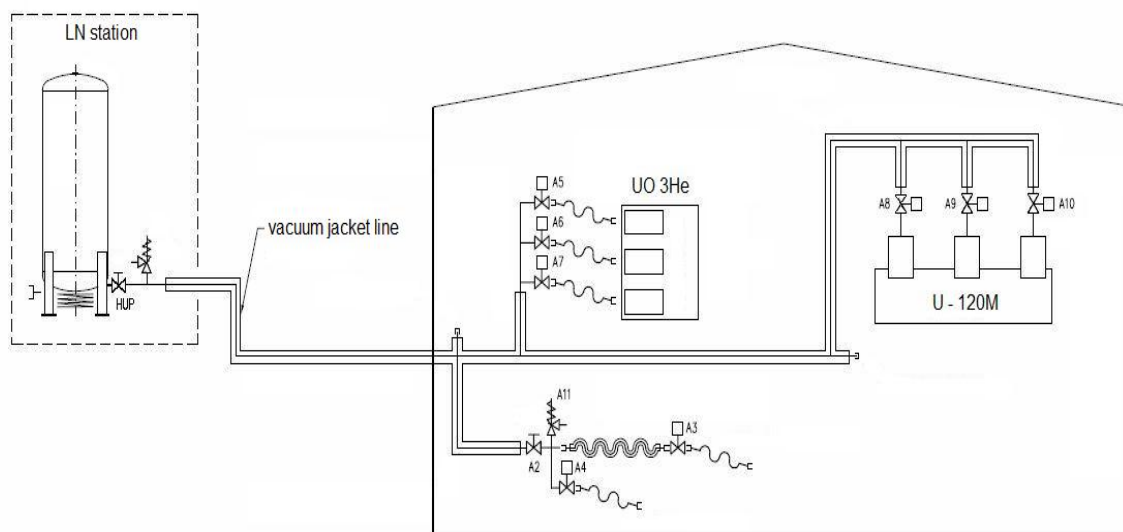 LN station
vacuum jacket line
HUP
A5
A6
A7
UO 3He
A8
A9
A10
U - 120M
A11
A2
A3
A4